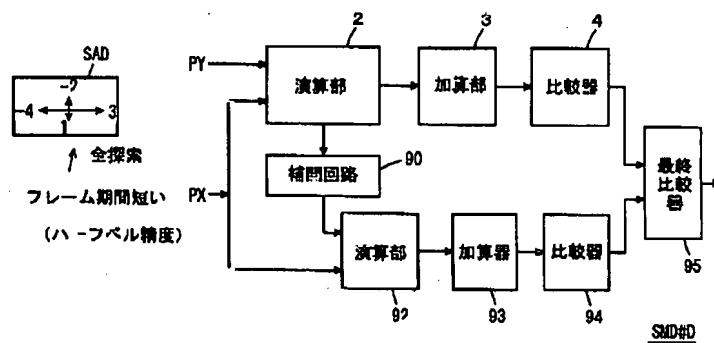 SAD
-2
-4
3
1
全探索
フレーム期間短い
(ハーフペル精度)
PY
PX
2
演算部
3
加算部
4
比較器
補間回路
90
演算部
92
加算器
93
比較器
94
最終
比較
器
95
SMD#D